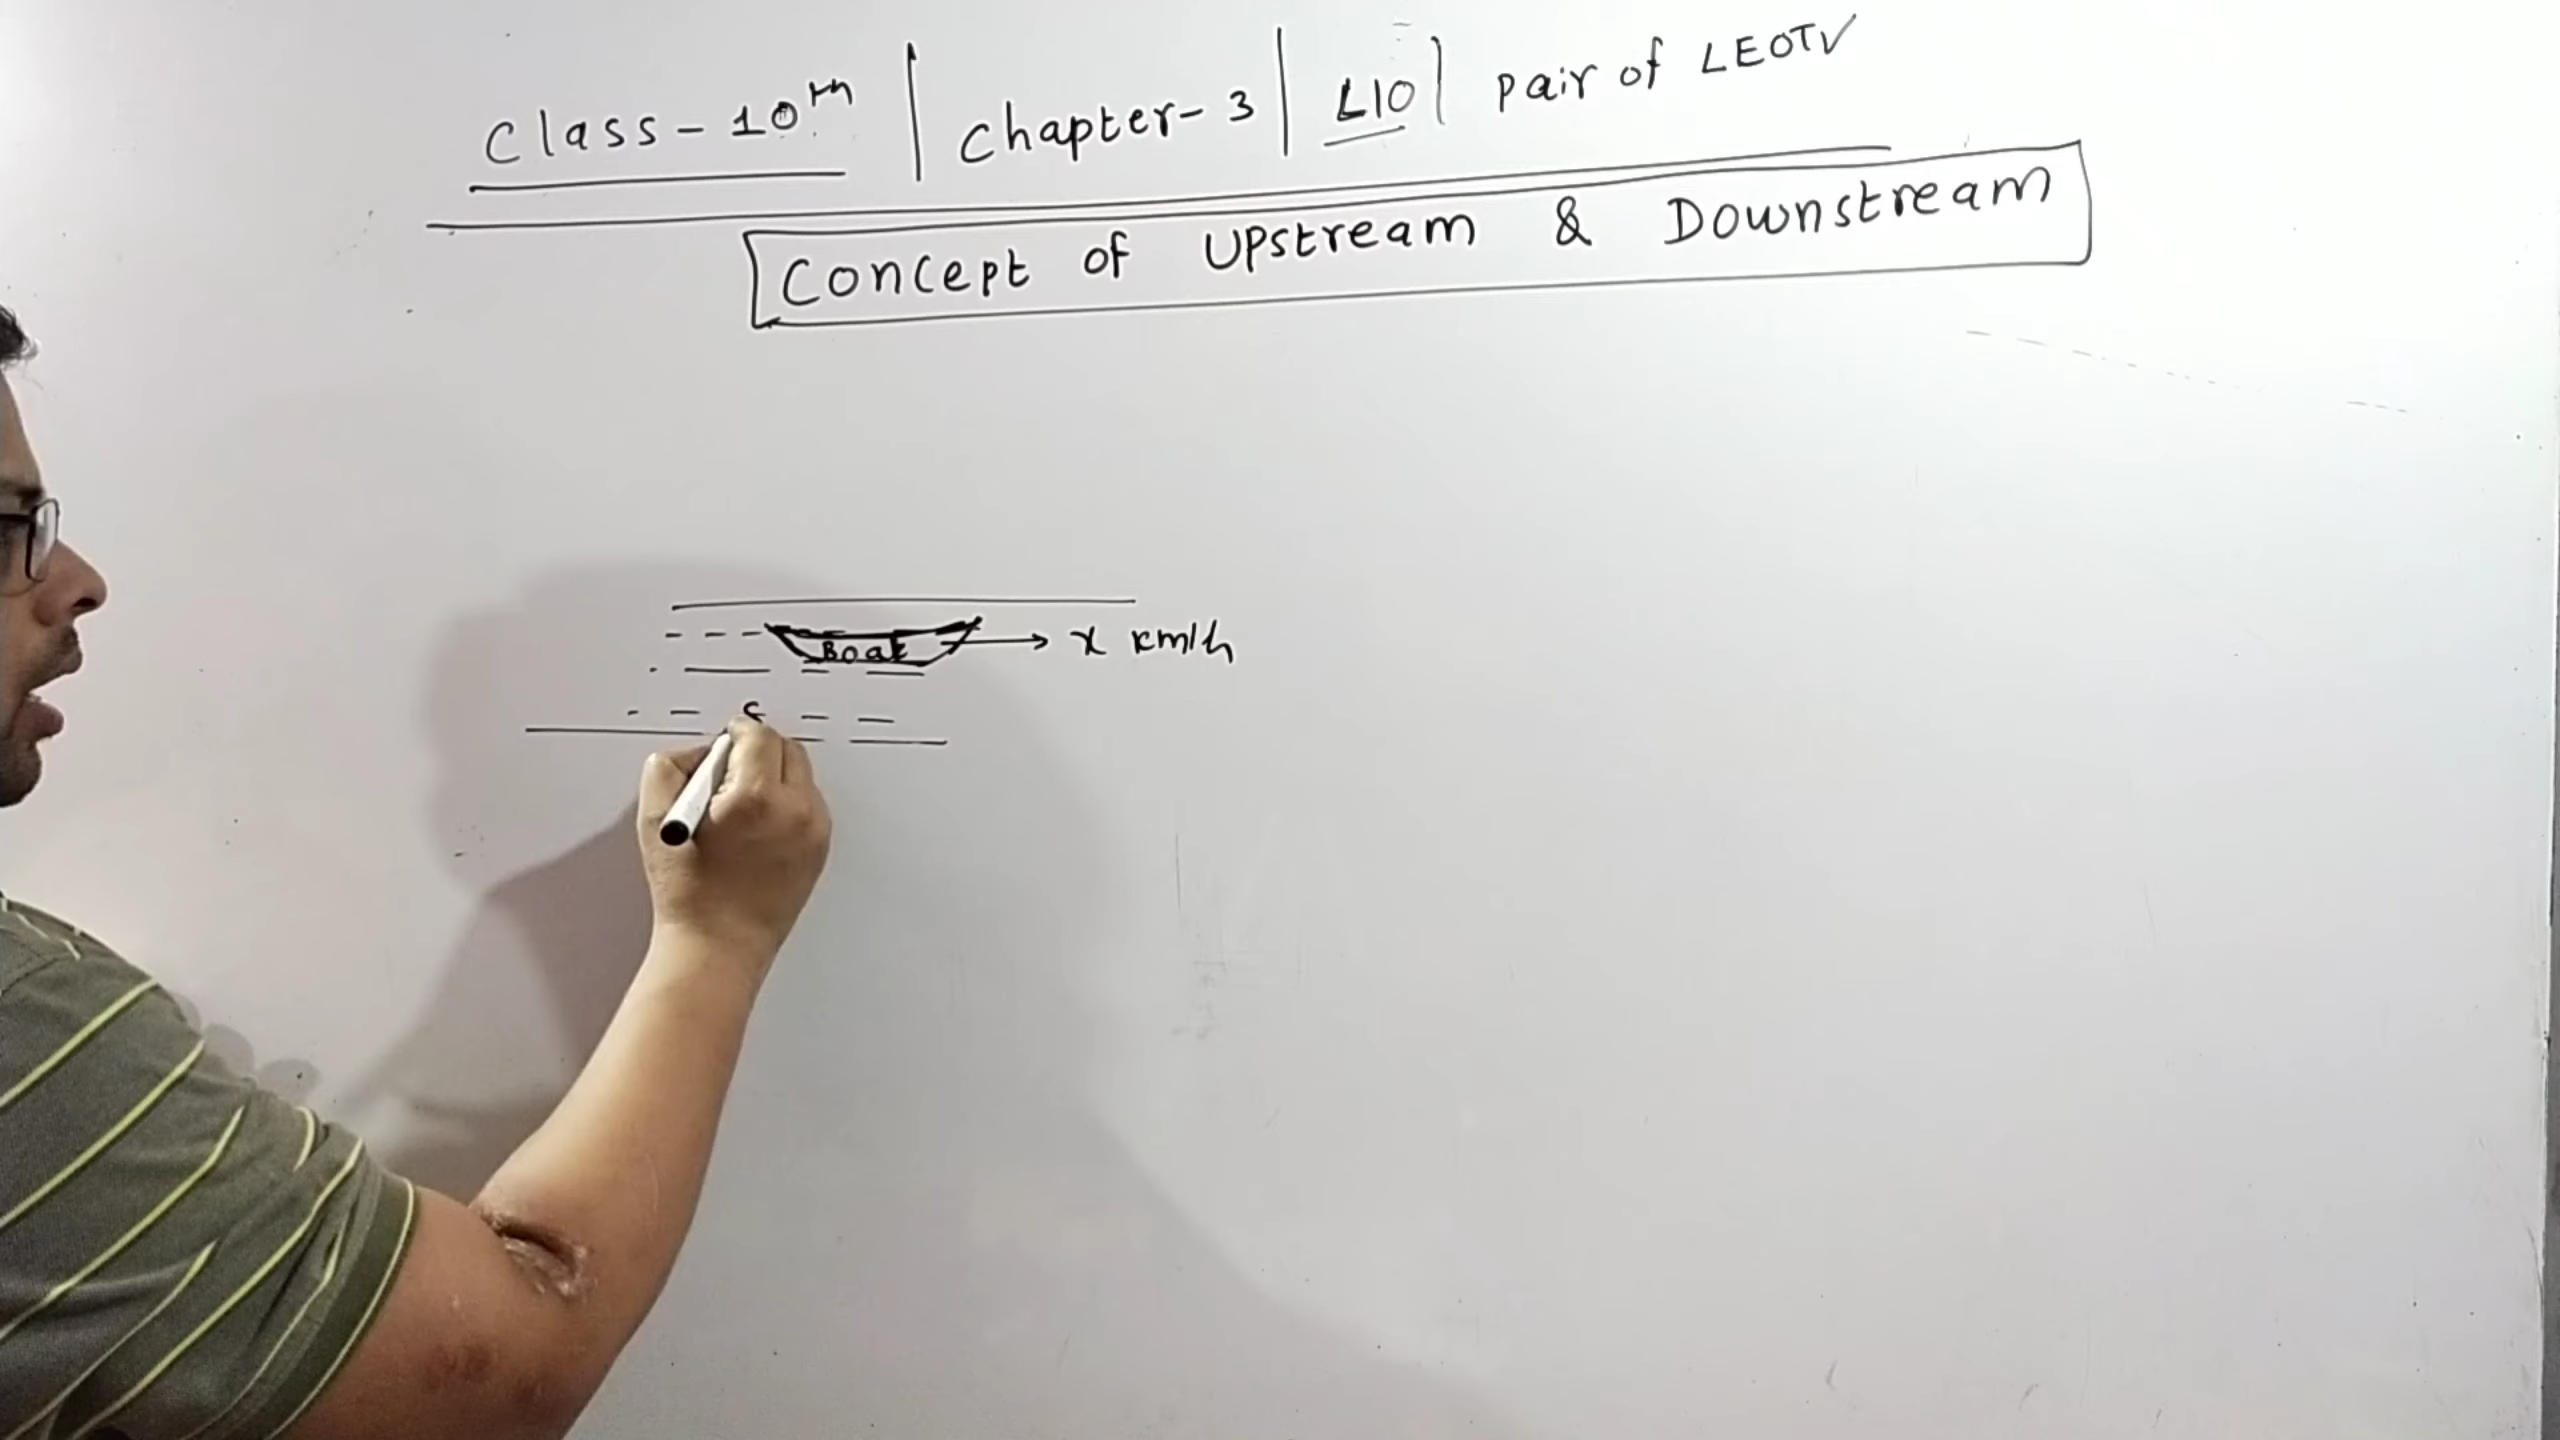 Class - 10th | Chapter - 3 | L10 | Pair of LEOTV
Concept of Upstream & Downstream
Boat → x km/h